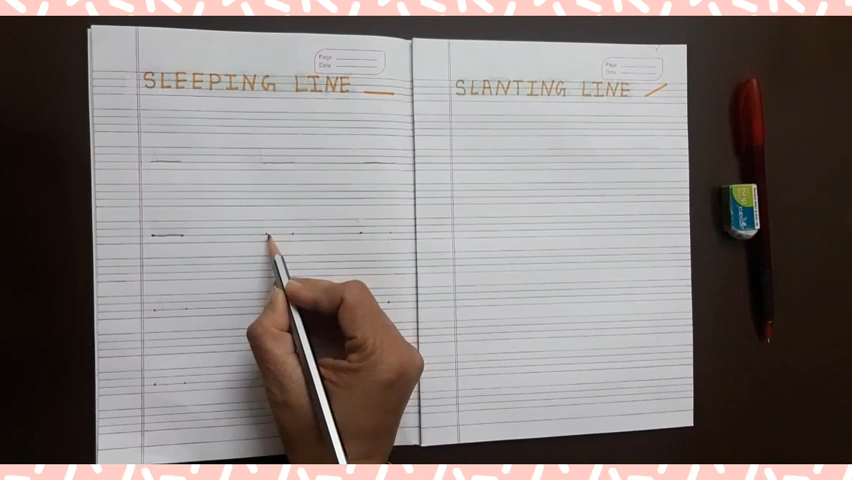 Page
Date
SLEEPING LINE
Page
Date
SLANTING LINE